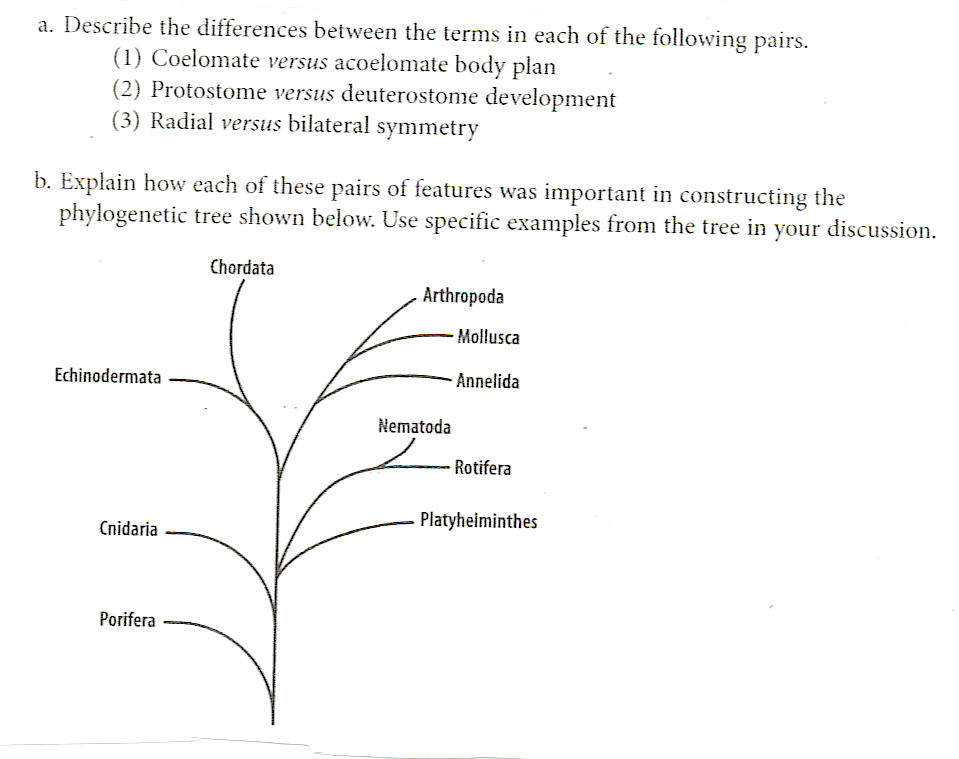 a. Describe the differences between the terms in each of the following pairs.
(1) Coelomate versus acoelomate body plan
(2) Protostome versus deuterostome development
(3) Radial versus bilateral symmetry
b. Explain how each of these pairs of features was important in constructing the
phylogenetic tree shown below. Use specific examples from the tree in your discussion.
Chordata
Arthropoda
Mollusca
Echinodermata
Annelida
Nematoda
Rotifera
Cnidaria
Platyhelminthes
Porifera